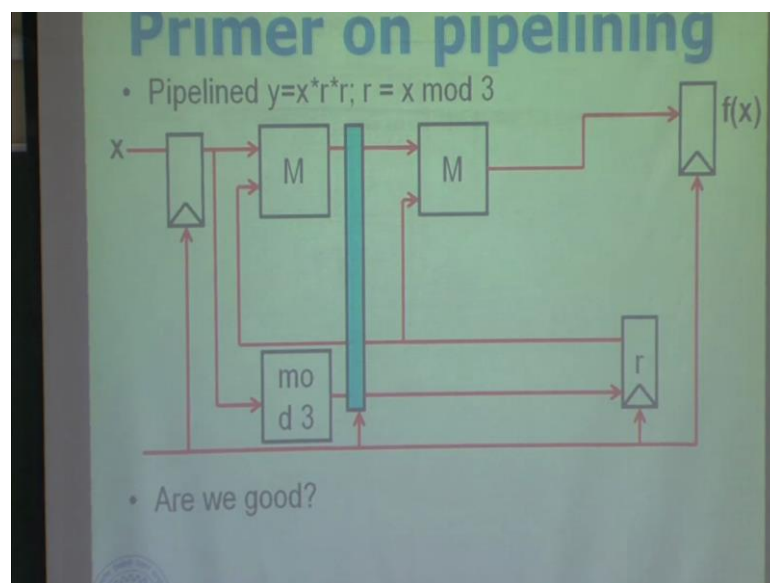 Primer on pipelining
• Pipelined y=x*r*r; r = x mod 3
x
M
M
f(x)
mo
d 3
r
• Are we good?